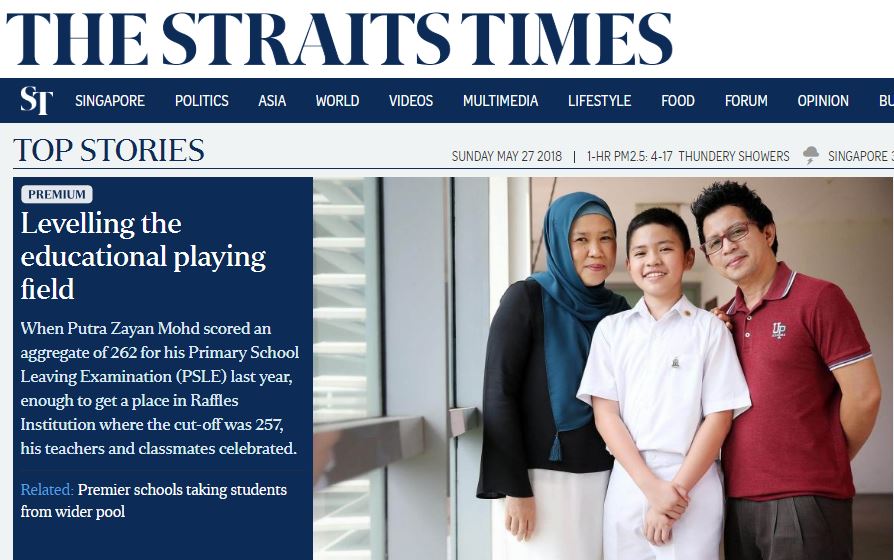 THE STRAITS TIMES
ST SINGAPORE POLITICS ASIA WORLD VIDEOS MULTIMEDIA LIFESTYLE FOOD FORUM OPINION BU
TOP STORIES
SUNDAY MAY 27 2018 | 1-HR PM2.5: 4-17 THUNDERY SHOWERS SINGAPORE
PREMIUM
Levelling the
educational playing
field
When Putra Zayan Mohd scored an
aggregate of 262 for his Primary School
Leaving Examination (PSLE) last year,
enough to get a place in Raffles
Institution where the cut-off was 257,
his teachers and classmates celebrated.
Related: Premier schools taking students
from wider pool